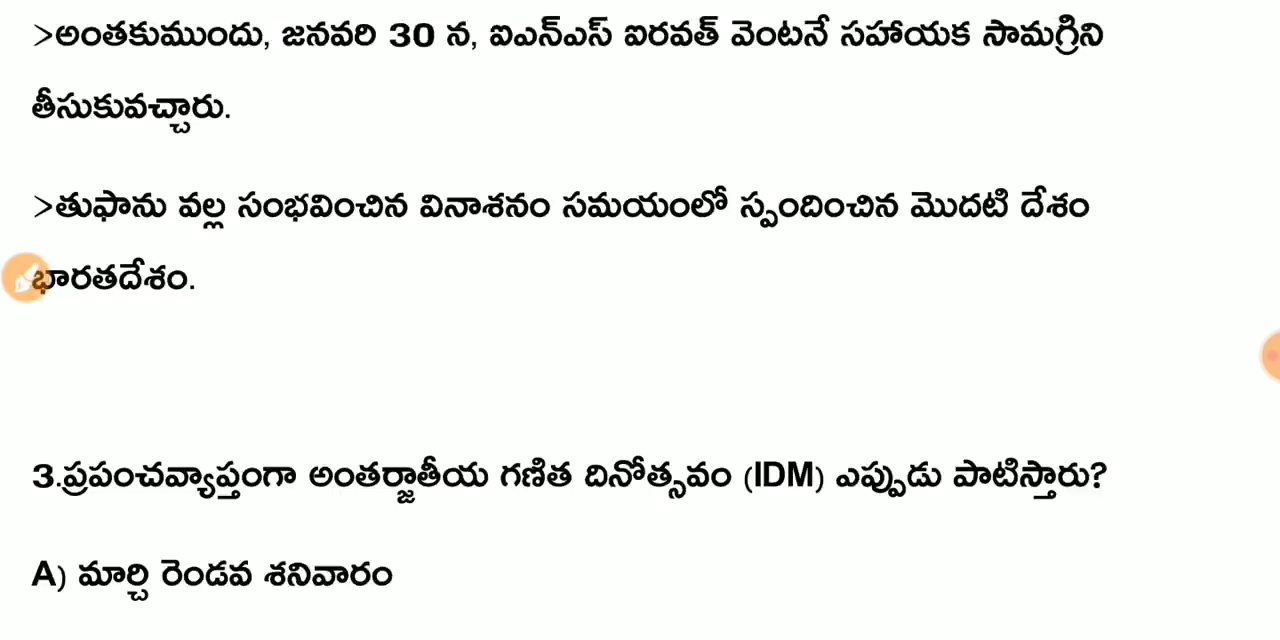 >అంతకుముందు, జనవరి 30 న, ఐఎన్ఎస్ ఐరవత్ వెంటనే సహాయక సామగ్రిని
తీసుకువచ్చారు.
>తుఫాను వల్ల సంభవించిన వినాశనం సమయంలో స్పందించిన మొదటి దేశం
భారతదేశం.
3.ప్రపంచవ్యాప్తంగా అంతర్జాతీయ గణిత దినోత్సవం (IDM) ఎప్పుడు పాటిస్తారు?
A) మార్చి రెండవ శనివారం